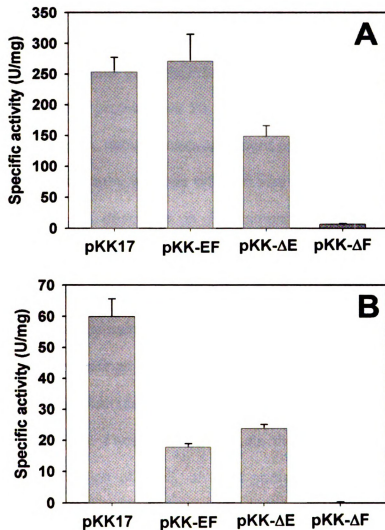 A
Specific activity (U/mg)
350
300
250
200
150
100
50
0
pKK17 pKK-EF pKK-ΔE pKK-ΔF
B
Specific activity (U/mg)
70
60
50
40
30
20
10
0
pKK17 pKK-EF pKK-ΔE pKK-ΔF